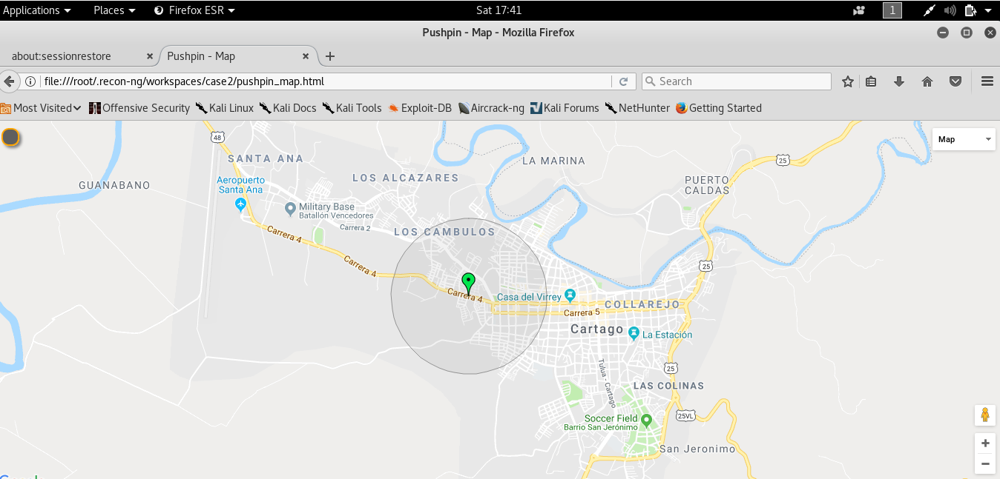 Applications Places Firefox ESR Sat 17:41 1
Pushpin - Map - Mozilla Firefox
about:sessionrestore Pushpin - Map
file:///root/.recon-ng/workspaces/case2/pushpin_map.html Search
Most Visited Offensive Security Kali Linux Kali Docs Kali Tools Exploit-DB Aircrack-ng Kali Forums NetHunter Getting Started
Map
48
SANTA ANA
LA MARINA
25
Aeropuerto
Santa Ana
LOS ALCAZARES
PUERTO
CALDAS
GUANABANO
Military Base
Batallón Vencedores
Carrera 2
Carrera 4
LOS CAMBULOS
Carrera 4
25
Carrera 4
Casa del Virrey
COLLAREJO
Carrera 5
Cartago
La Estación
25
Tulua - Cartago
LAS COLINAS
25VL
Soccer Field
Barrio San Jerónimo
San Jeronimo